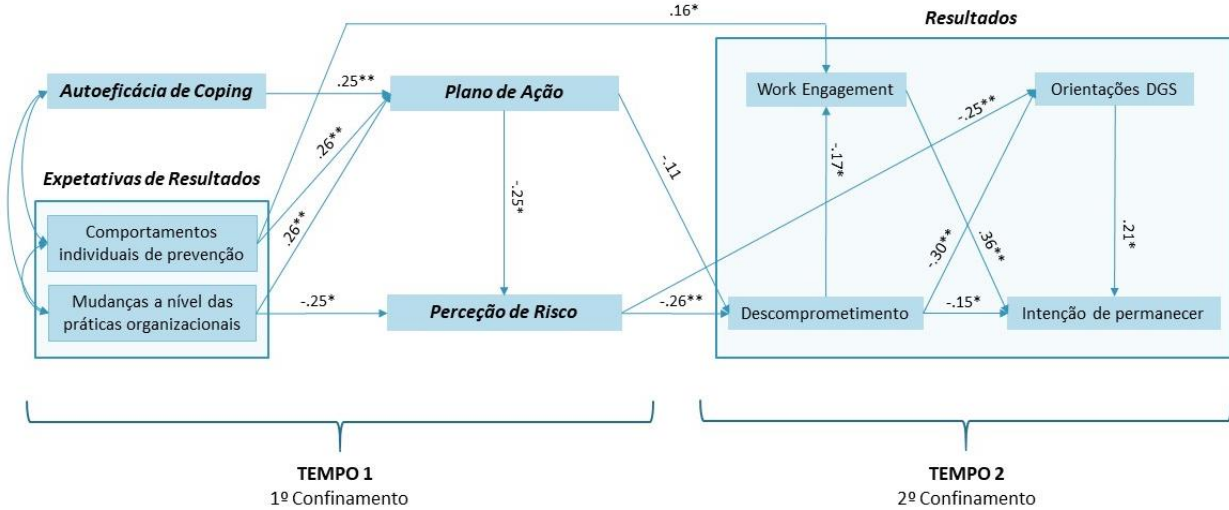 .16*
Resultados
Autoeficácia de Coping
.25**
Plano de Ação
Work Engagement
Orientações DGS
-.25**
.26**
Expetativas de Resultados
-.11
-.17*
-.25*
.26**
Comportamentos
individuais de prevenção
.36**
.21*
-.30**
Mudanças a nível das
práticas organizacionais
-.25*
Perceção de Risco
-.26**
Descomprometimento
-.15*
Intenção de permanecer
TEMPO 1
1º Confinamento
TEMPO 2
2º Confinamento